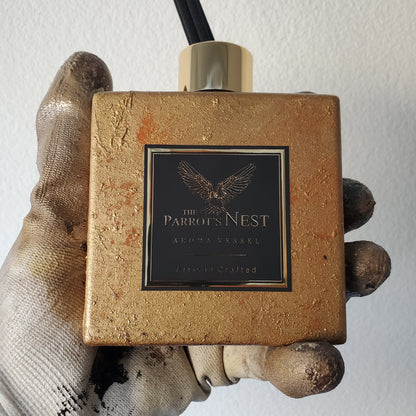 THE
PARROT'S NEST
AROMA VESSEL
Artisan Crafted